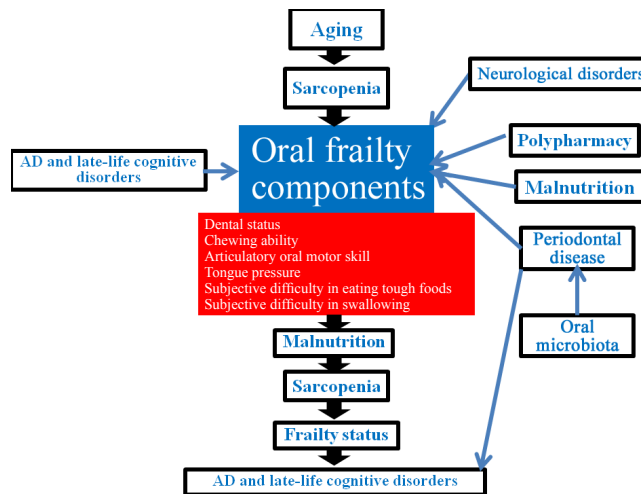 Aging
Sarcopenia
Neurological disorders
Oral frailty
components
Polypharmacy
AD and late-life cognitive
disorders
Malnutrition
Dental status
Chewing ability
Articulatory oral motor skill
Tongue pressure
Subjective difficulty in eating tough foods
Subjective difficulty in swallowing
Periodontal
disease
Oral
microbiota
Malnutrition
Sarcopenia
Frailty status
AD and late-life cognitive disorders